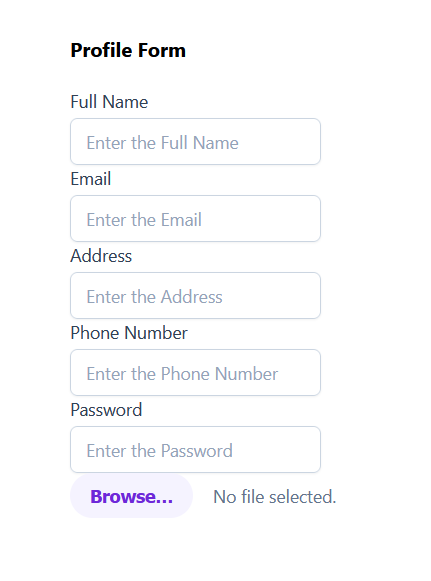 Profile Form
Full Name
Enter the Full Name
Email
Enter the Email
Address
Enter the Address
Phone Number
Enter the Phone Number
Password
Enter the Password
Browse... No file selected.